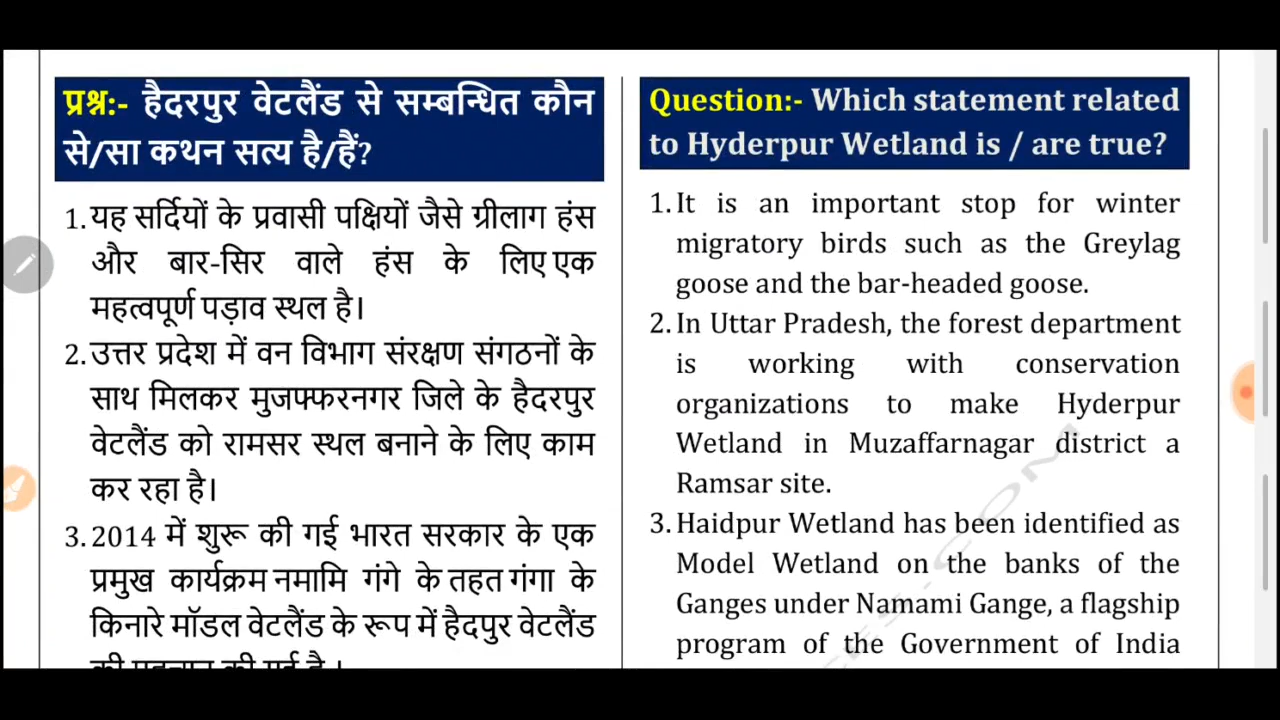 प्रश्न:- हैदरपुर वेटलैंड से सम्बन्धित कौन
से/सा कथन सत्य है/हैं?
1. यह सर्दियों के प्रवासी पक्षियों जैसे ग्रीलाग हंस
और बार-सिर वाले हंस के लिए एक
महत्वपूर्ण पड़ाव स्थल है।
2. उत्तर प्रदेश में वन विभाग संरक्षण संगठनों के
साथ मिलकर मुजफ्फरनगर जिले के हैदरपुर
वेटलैंड को रामसर स्थल बनाने के लिए काम
कर रहा है।
3. 2014 में शुरू की गई भारत सरकार के एक
प्रमुख कार्यक्रम नमामि गंगे के तहत गंगा के
किनारे मॉडल वेटलैंड के रूप में हैदपुर वेटलैंड
की पहचान की गई है।
Question:- Which statement related
to Hyderpur Wetland is / are true?
1. It is an important stop for winter
migratory birds such as the Greylag
goose and the bar-headed goose.
2. In Uttar Pradesh, the forest department
is working with conservation
organizations to make Hyderpur
Wetland in Muzaffarnagar district a
Ramsar site.
3. Haidpur Wetland has been identified as
Model Wetland on the banks of the
Ganges under Namami Gange, a flagship
program of the Government of India